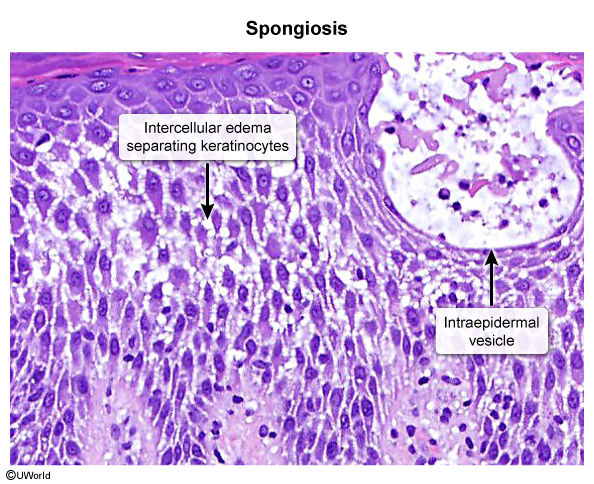 Spongiosis
Intercellular edema
separating keratinocytes
Intraepidermal
vesicle
©UWorld